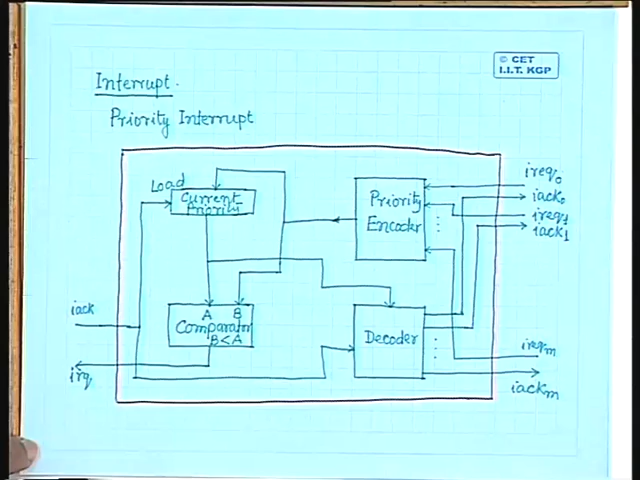 © CET
I.I.T. KGP
Interrupt.
Priority Interrupt
Load
Current
Priority
Priority
Encoder
ireq0
iack0
ireq1
iack1
iack
A B
Comparator
B<A
Decoder
irq
ireqm
iackm